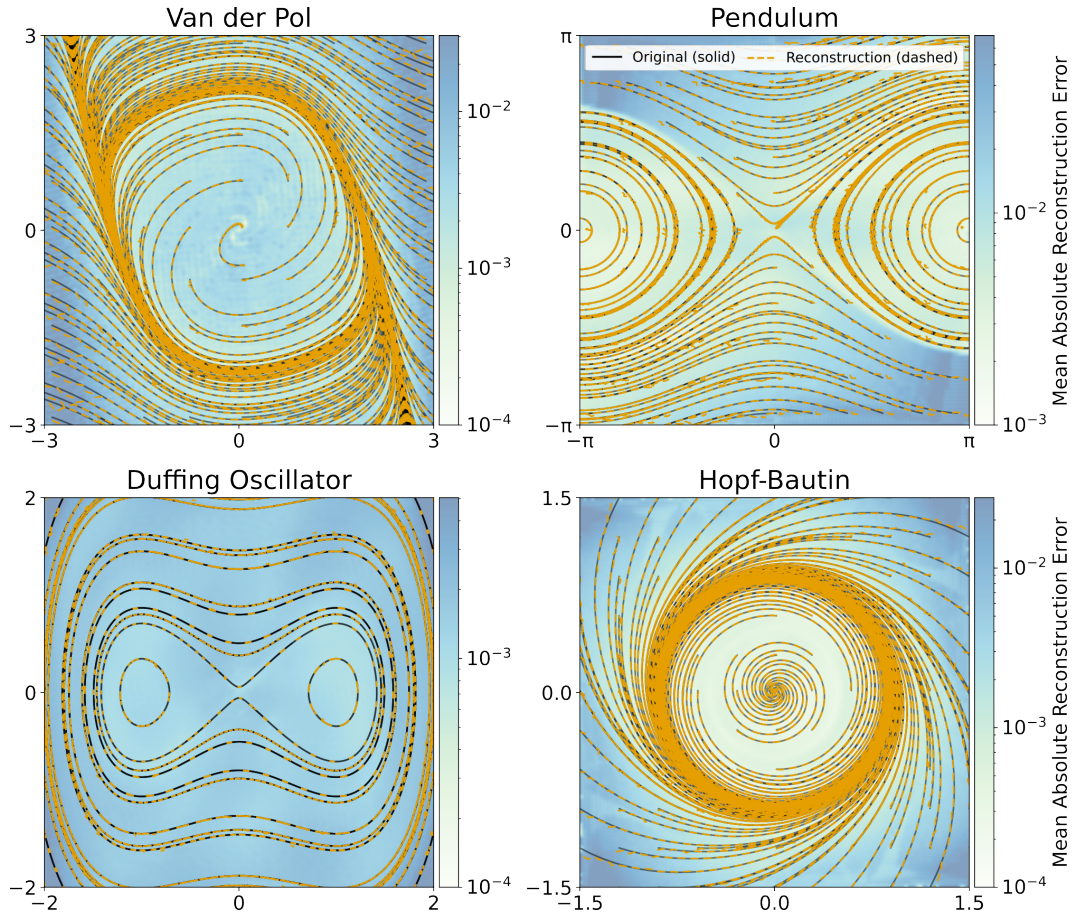 Van der Pol
Pendulum
3
0
−3
−3
0
3
10⁻²
10⁻³
10⁻⁴
π
0
−π
−π
0
π
Original (solid)
Reconstruction (dashed)
10⁻²
10⁻³
Mean Absolute Reconstruction Error
Duffing Oscillator
Hopf-Bautin
2
0
−2
−2
0
2
10⁻³
10⁻⁴
1.5
0.0
−1.5
−1.5
0.0
1.5
10⁻²
10⁻³
10⁻⁴
Mean Absolute Reconstruction Error